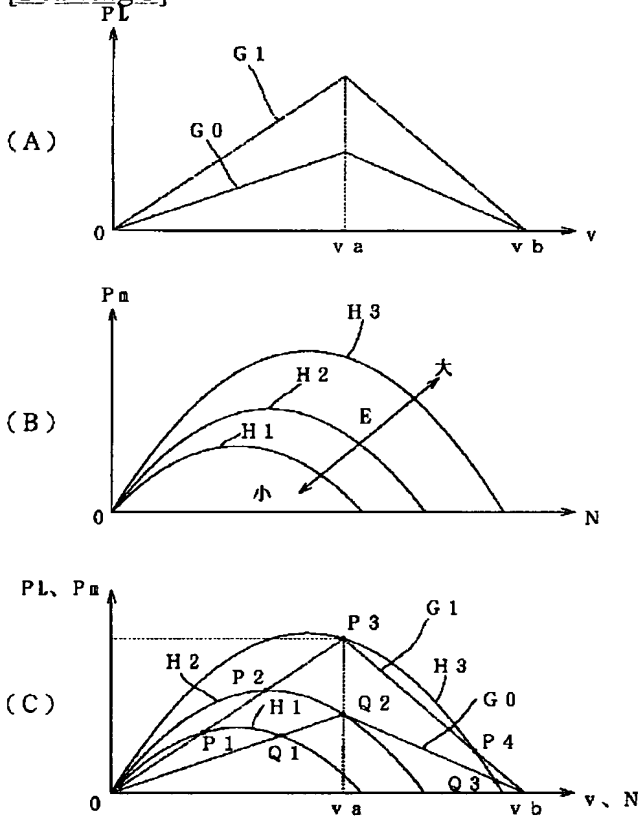 PL
G1
G0
(A)
0
va
vb
v
Pm
H3
大
H2
E
(B)
H1
小
0
N
PL、Pm
P3
G1
H2
H3
P2
G0
(C)
H1
Q2
P1
Q1
P4
Q3
0
va
vb
v、N